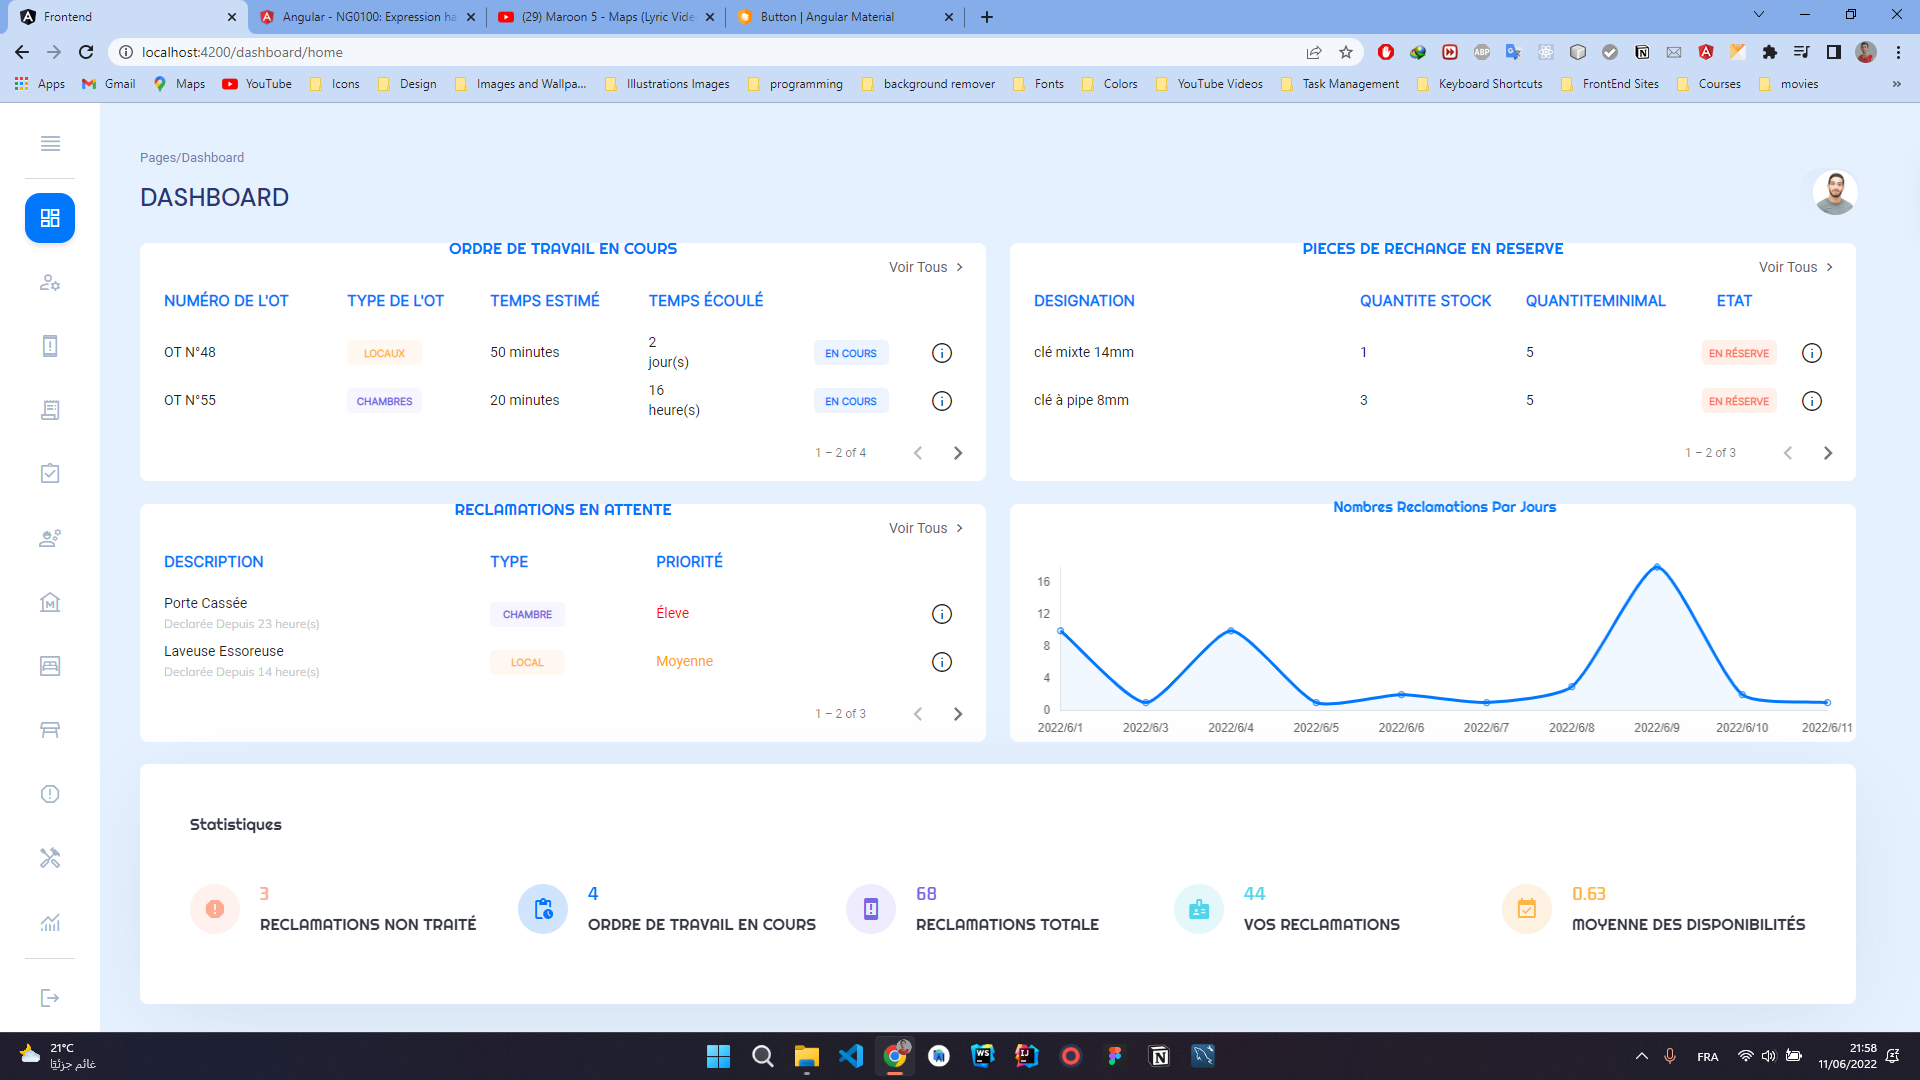 Frontend
Angular - NG0100: Expression ha
(29) Maroon 5 - Maps (Lyric Vide
Button | Angular Material
localhost:4200/dashboard/home
Apps
Gmail
Maps
YouTube
Icons
Design
Images and Wallpa...
Illustrations Images
programming
background remover
Fonts
Colors
YouTube Videos
Task Management
Keyboard Shortcuts
FrontEnd Sites
Courses
movies
»
Pages/Dashboard
DASHBOARD
ORDRE DE TRAVAIL EN COURS
Voir Tous
NUMÉRO DE L'OT TYPE DE L'OT TEMPS ESTIMÉ TEMPS ÉCOULÉ
OT N°48 LOCAUX 50 minutes 2 jour(s) EN COURS
OT N°55 CHAMBRES 20 minutes 16 heure(s) EN COURS
1 – 2 of 4
PIECES DE RECHANGE EN RESERVE
Voir Tous
DESIGNATION QUANTITE STOCK QUANTITEMINIMAL ETAT
clé mixte 14mm 1 5 EN RÉSERVE
clé à pipe 8mm 3 5 EN RÉSERVE
1 – 2 of 3
RECLAMATIONS EN ATTENTE
Voir Tous
DESCRIPTION TYPE PRIORITÉ
Porte Cassée CHAMBRE Éleve
Declarée Depuis 23 heure(s)
Laveuse Essoreuse LOCAL Moyenne
Declarée Depuis 14 heure(s)
1 – 2 of 3
Nombres Reclamations Par Jours
16
12
8
4
0
2022/6/1 2022/6/3 2022/6/4 2022/6/5 2022/6/6 2022/6/7 2022/6/8 2022/6/9 2022/6/10 2022/6/11
Statistiques
3
RECLAMATIONS NON TRAITÉ
4
ORDRE DE TRAVAIL EN COURS
68
RECLAMATIONS TOTALE
44
VOS RECLAMATIONS
0.63
MOYENNE DES DISPONIBILITÉS
21°C
غائم جزئيًا
FRA
21:58
11/06/2022